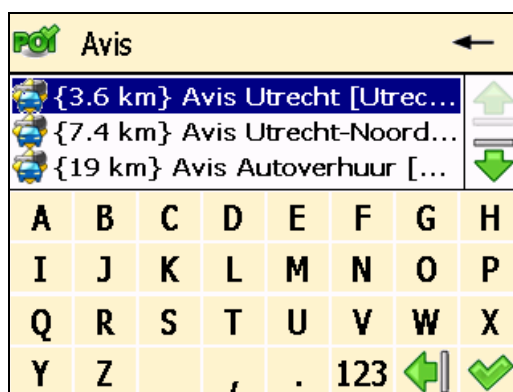 POI Avis
{3.6 km} Avis Utrecht [Utrec...
{7.4 km} Avis Utrecht-Noord...
{19 km} Avis Autoverhuur [...
A B C D E F G H
I J K L M N O P
Q R S T U V W X
Y Z , . 123